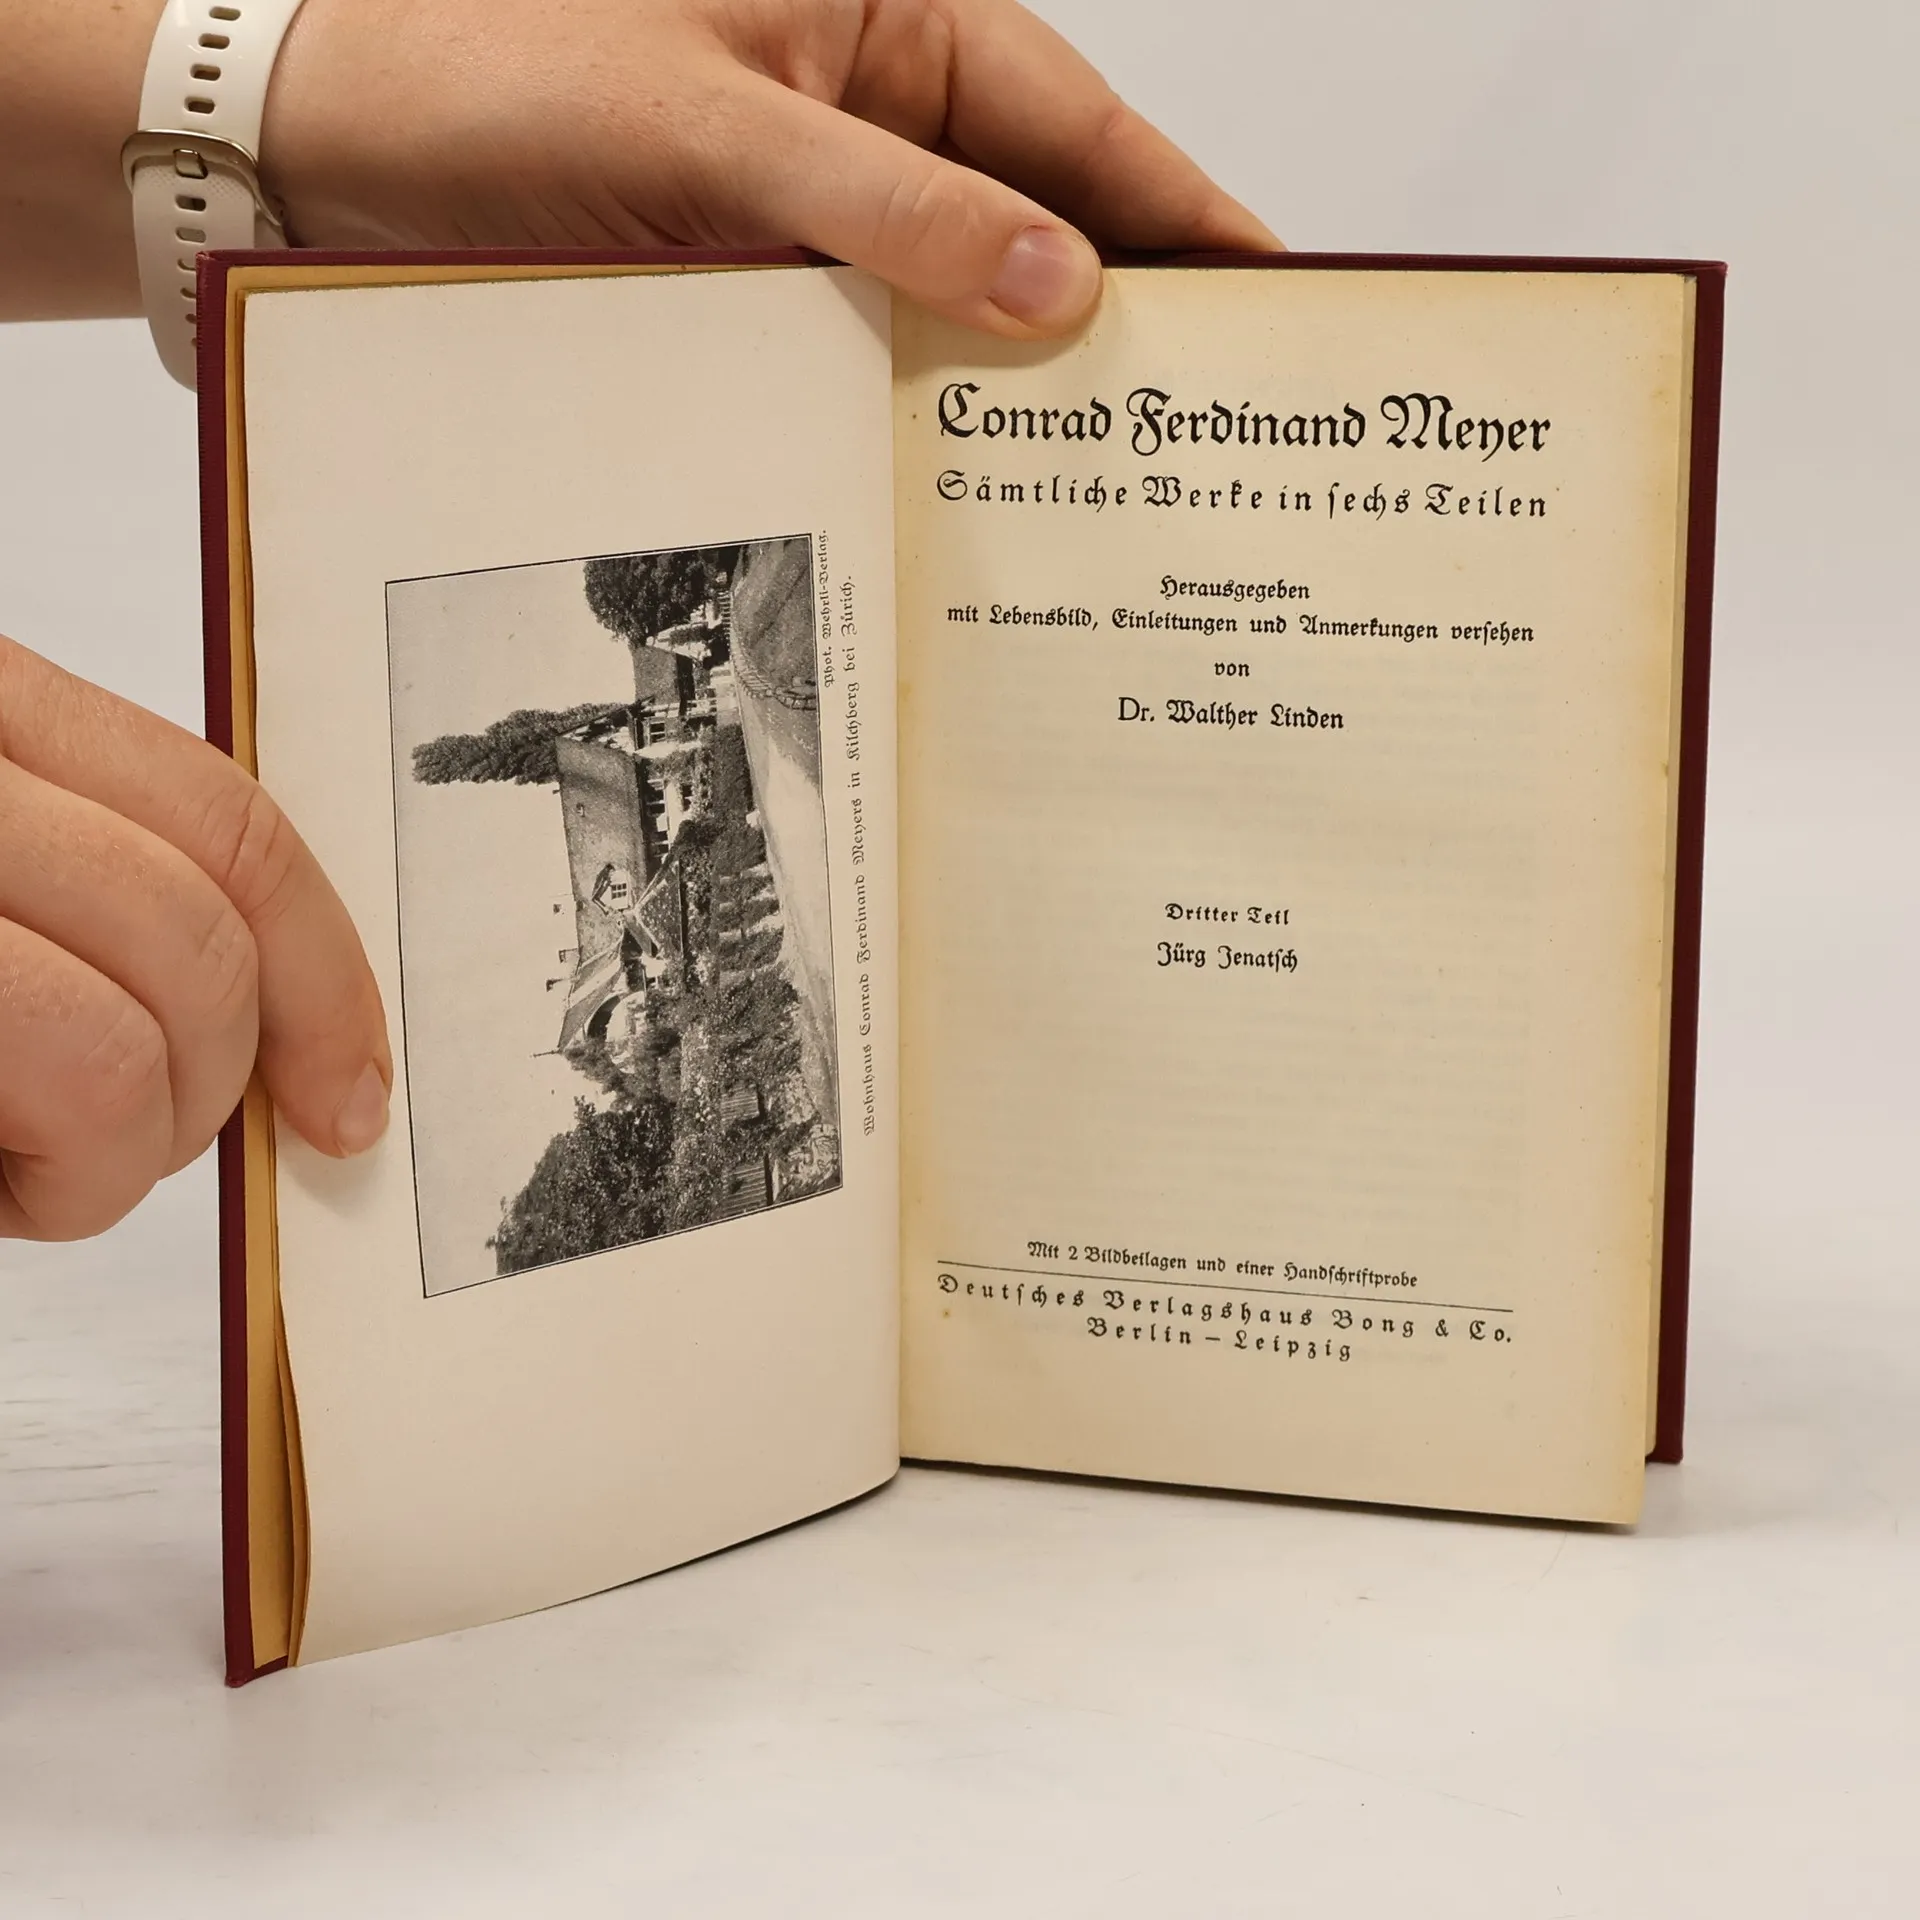 Phot. Wehrli-Verlag.
Wohnhaus Conrad Ferdinand Meyers in Kilchberg bei Zürich.
Conrad Ferdinand Meyer
Sämtliche Werke in sechs Teilen
Herausgegeben
mit Lebensbild, Einleitungen und Anmerkungen versehen
von
Dr. Walther Linden
Dritter Teil
Jürg Jenatsch
Mit 2 Bildbeilagen und einer Handschriftprobe
Deutsches Verlagshaus Bong & Co.
Berlin – Leipzig